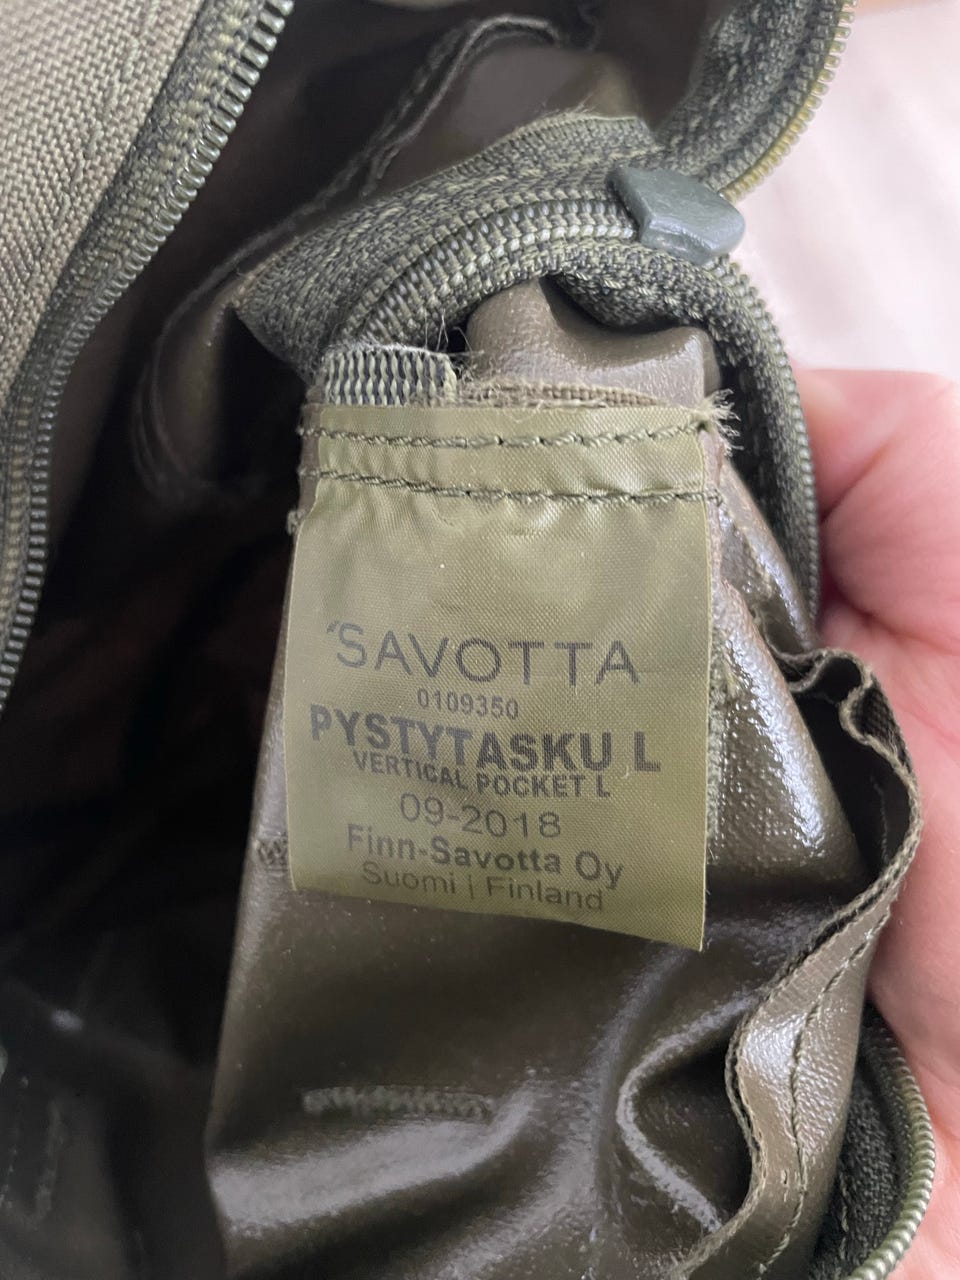 'SAVOTTA
0109350
PYSTYTASKU L
VERTICAL POCKET L
09-2018
Finn-Savotta Oy
Suomi | Finland